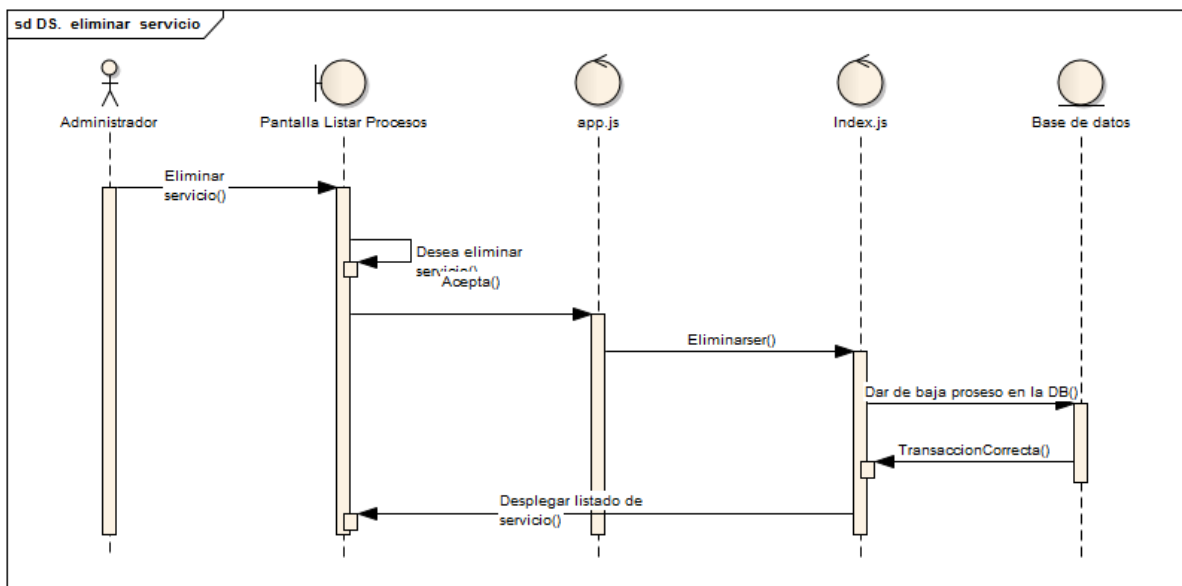 sd DS. eliminar servicio
Administrador
Pantalla Listar Procesos
app.js
Index.js
Base de datos
Eliminar
servicio()
Desea eliminar
servicio()
Acepta()
Eliminarser()
Dar de baja proseso en la DB()
TransaccionCorrecta()
Desplegar listado de
servicio()